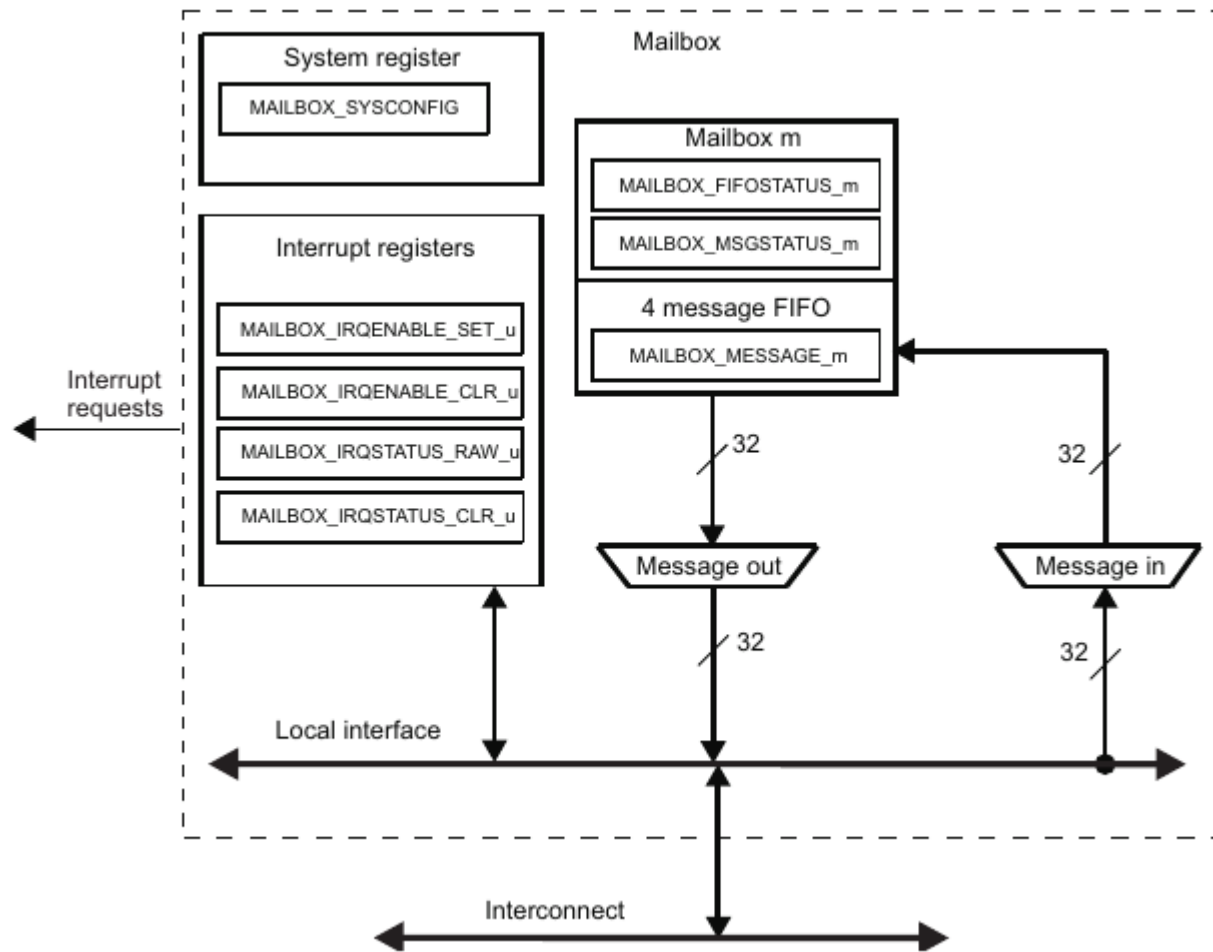 Mailbox
System register
MAILBOX_SYSCONFIG
Mailbox m
MAILBOX_FIFOSTATUS_m
MAILBOX_MSGSTATUS_m
4 message FIFO
MAILBOX_MESSAGE_m
Interrupt registers
MAILBOX_IRQENABLE_SET_u
MAILBOX_IRQENABLE_CLR_u
MAILBOX_IRQSTATUS_RAW_u
MAILBOX_IRQSTATUS_CLR_u
Interrupt
requests
32
32
Message out
Message in
32
32
Local interface
Interconnect